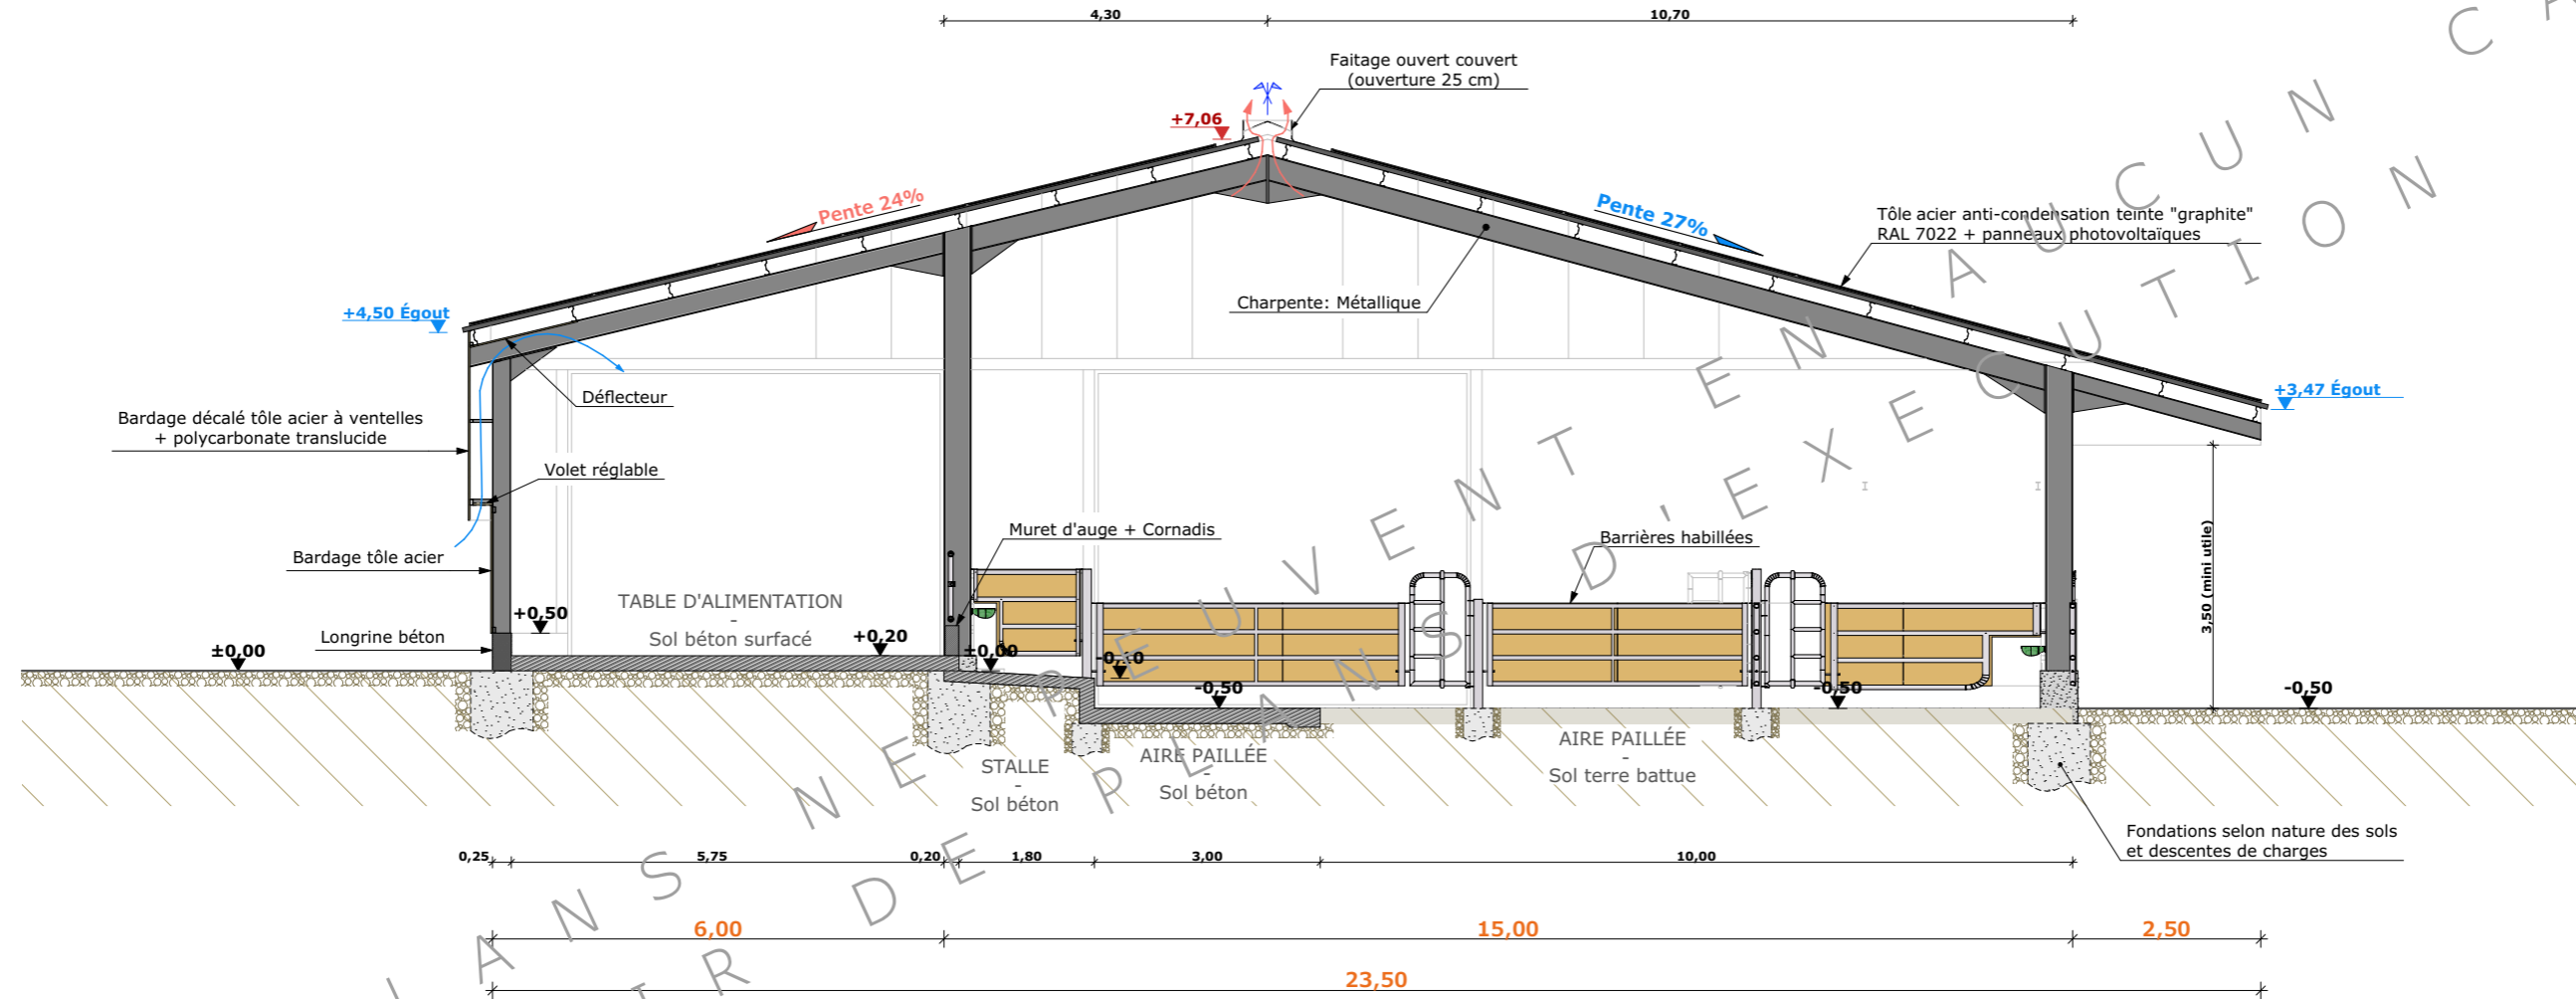 4,30
10,70
Faitage ouvert couvert
(ouverture 25 cm)
+7,06
Pente 24%
Pente 27%
Tôle acier anti-condensation teinte "graphite"
RAL 7022 + panneaux photovoltaïques
Charpente: Métallique
+4,50 Égout
+3,47 Égout
Déflecteur
Bardage décalé tôle acier à ventelles
+ polycarbonate translucide
Volet réglable
Muret d'auge + Cornadis
Barrières habillées
3,50 (mini utile)
Bardage tôle acier
TABLE D'ALIMENTATION
-
Sol béton surfacé
+0,50
+0,20
Longrine béton
±0,00
±0,00
-0,10
-0,50
-0,50
-0,50
STALLE
-
Sol béton
AIRE PAILLÉE
-
Sol béton
AIRE PAILLÉE
-
Sol terre battue
Fondations selon nature des sols
et descentes de charges
0,25
5,75
0,20
1,80
3,00
10,00
6,00
15,00
2,50
23,50
LANS NE PEUVENT EN AUCUN CA
IR DE PLANS D'EXECUTION